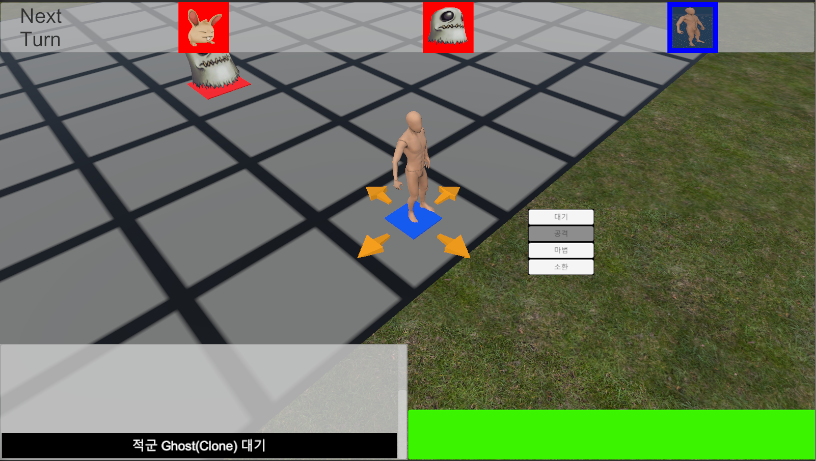 Next
Turn
대기
공격
마법
소환
적군 Ghost(Clone) 대기